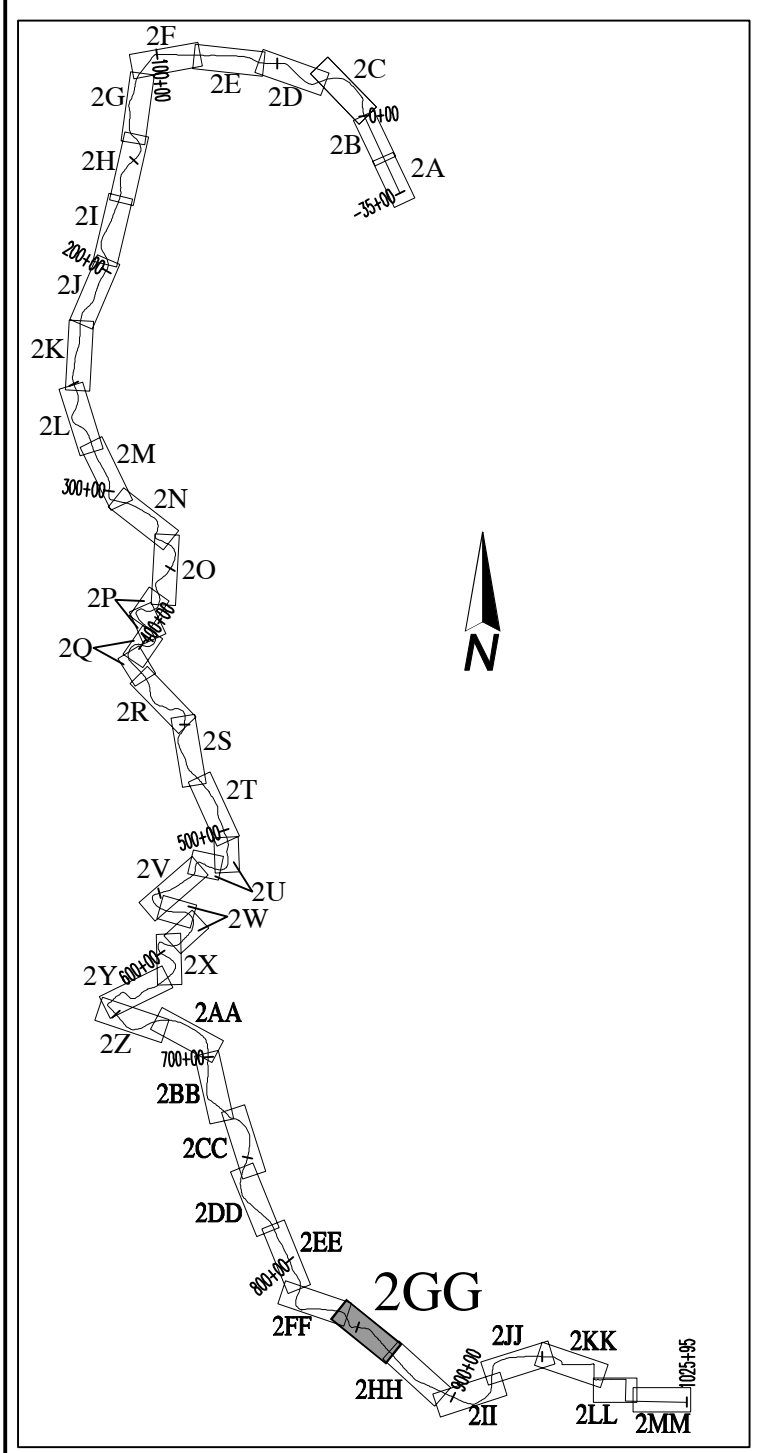 2F
2C
2E
2D
100+00
2G
0+00
2B
2H
2A
-35+00
2I
200+00
2J
2K
2L
2M
300+00
2N
2O
2P
400+00
2Q
2R
2S
2T
500+00
2V
2U
2W
600+00
2X
2Y
2AA
2Z
700+00
2BB
2CC
2DD
2EE
800+00
2GG
2FF
2JJ
2KK
900+00
1025+95
2HH
2II
2LL
2MM
N